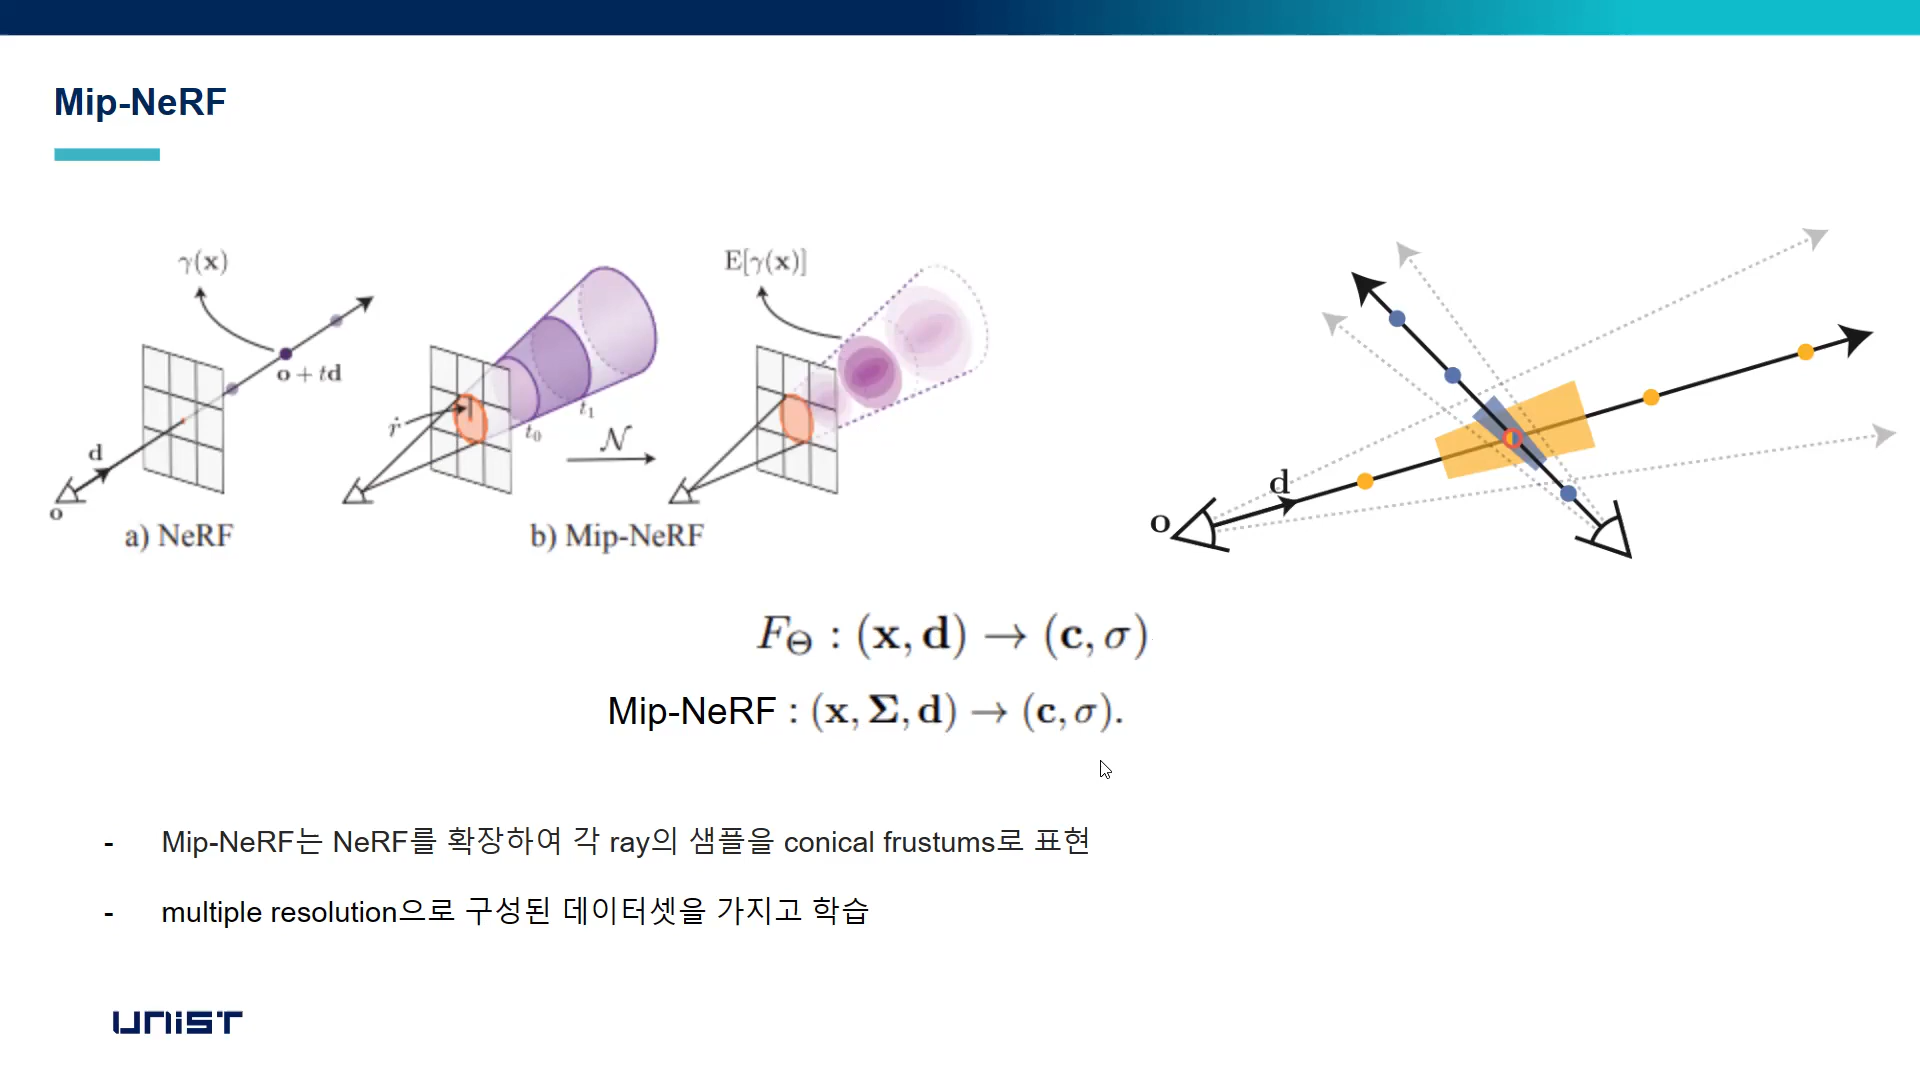 Mip-NeRF
γ(x)
o + td
d
o
a) NeRF
ṙ
t₀
t₁
𝒩
E[γ(x)]
b) Mip-NeRF
d
o
F_Θ : (x, d) → (c, σ)
Mip-NeRF : (x, Σ, d) → (c, σ).
- Mip-NeRF는 NeRF를 확장하여 각 ray의 샘플을 conical frustums로 표현
- multiple resolution으로 구성된 데이터셋을 가지고 학습
UNIST